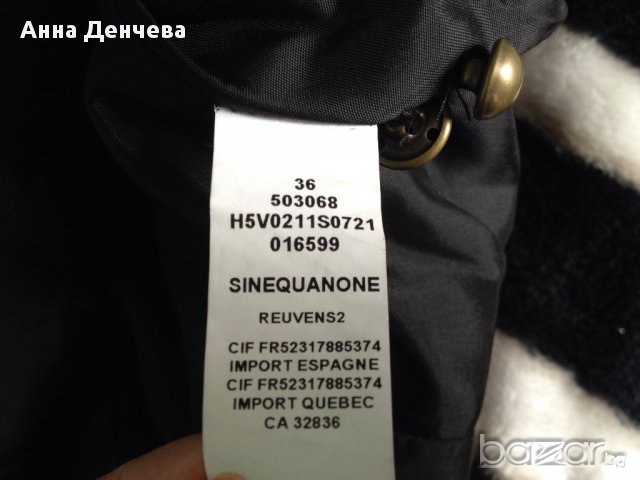 Анна Денчева
36
503068
H5V0211S0721
016599
SINEQUANONE
REUVENS2
CIF FR52317885374
IMPORT ESPAGNE
CIF FR52317885374
IMPORT QUEBEC
CA 32836
bazar.bg